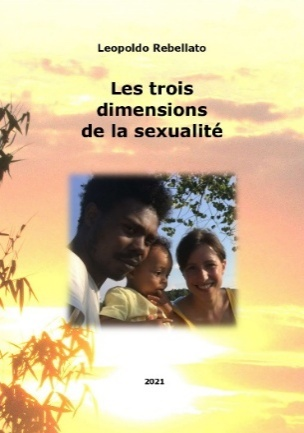 Leopoldo Rebellato
Les trois
dimensions
de la sexualité
2021